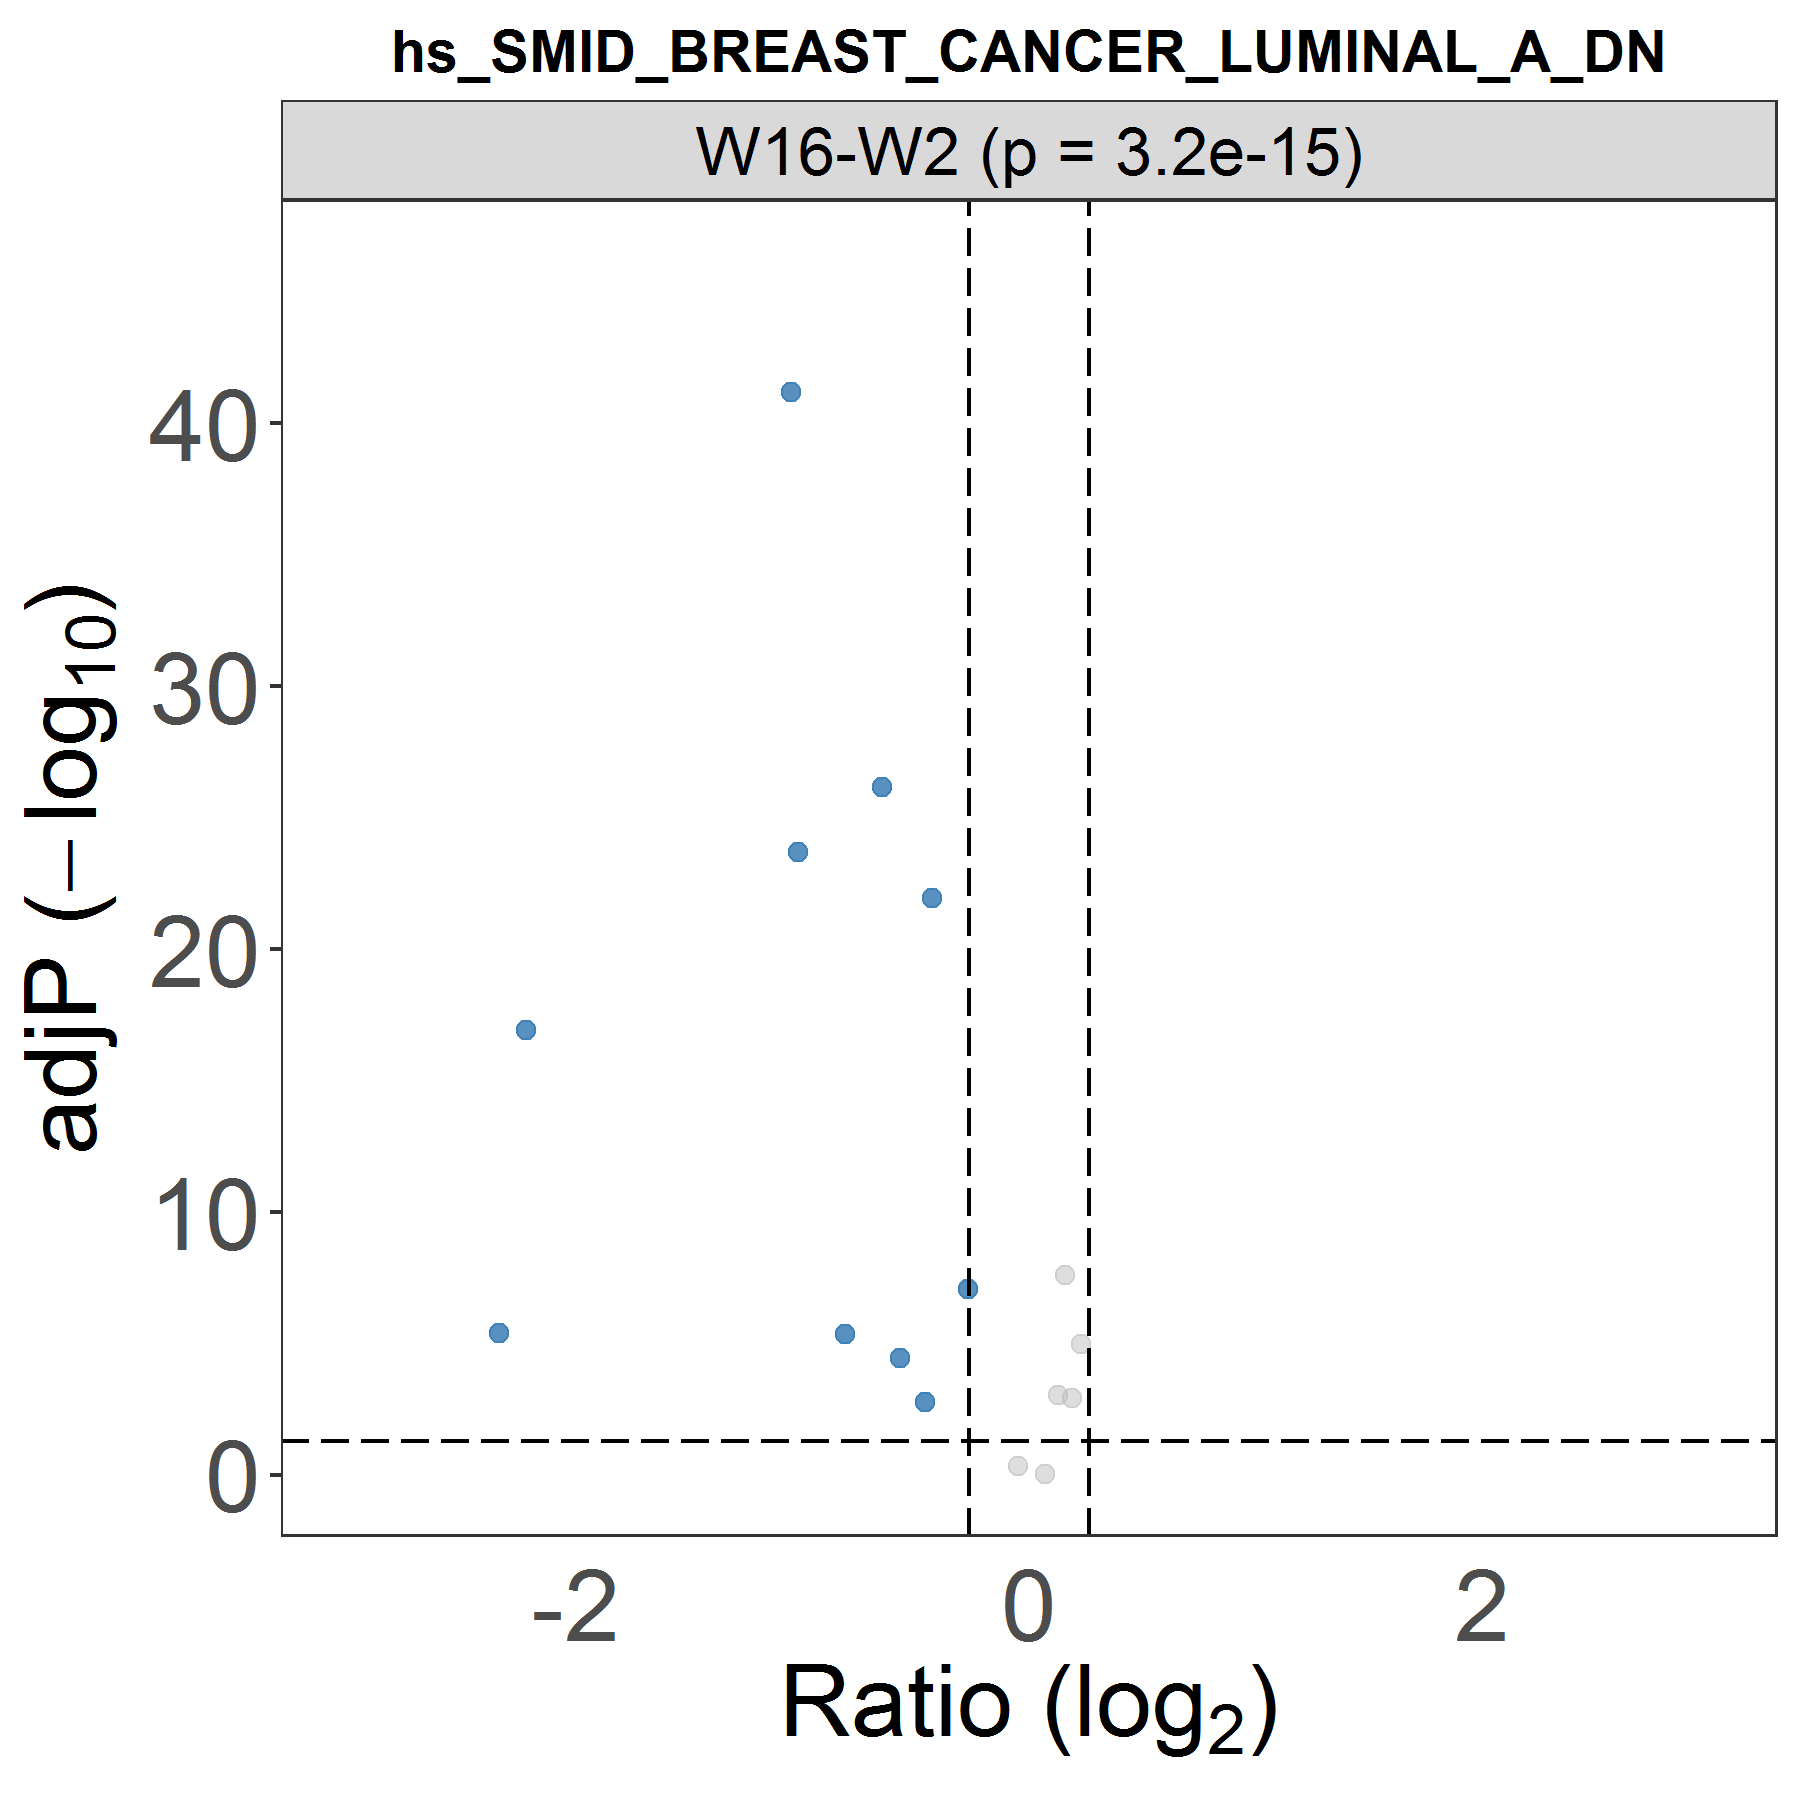 hs_SMID_BREAST_CANCER_LUMINAL_A_DN
W16-W2 (p = 3.2e-15)
adjP (−log10)
40
30
20
10
0
-2 0 2
Ratio (log2)